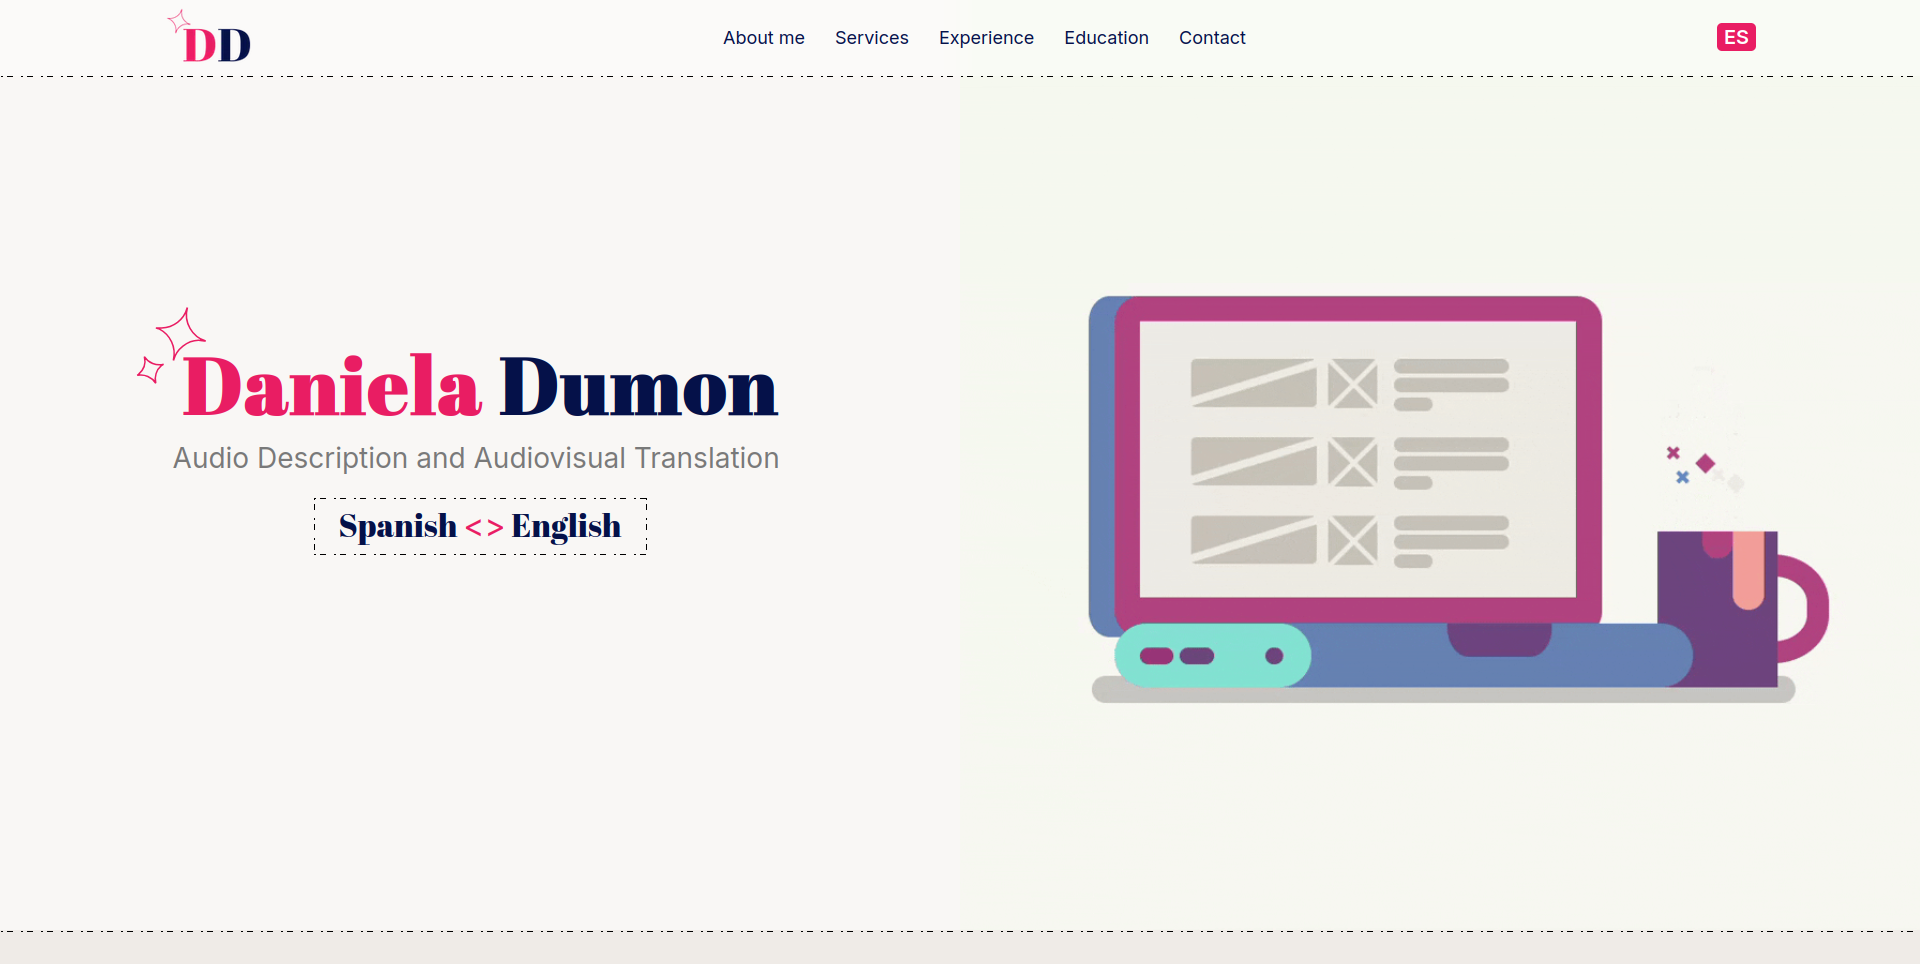 DD
About me
Services
Experience
Education
Contact
ES
Daniela Dumon
Audio Description and Audiovisual Translation
Spanish <> English